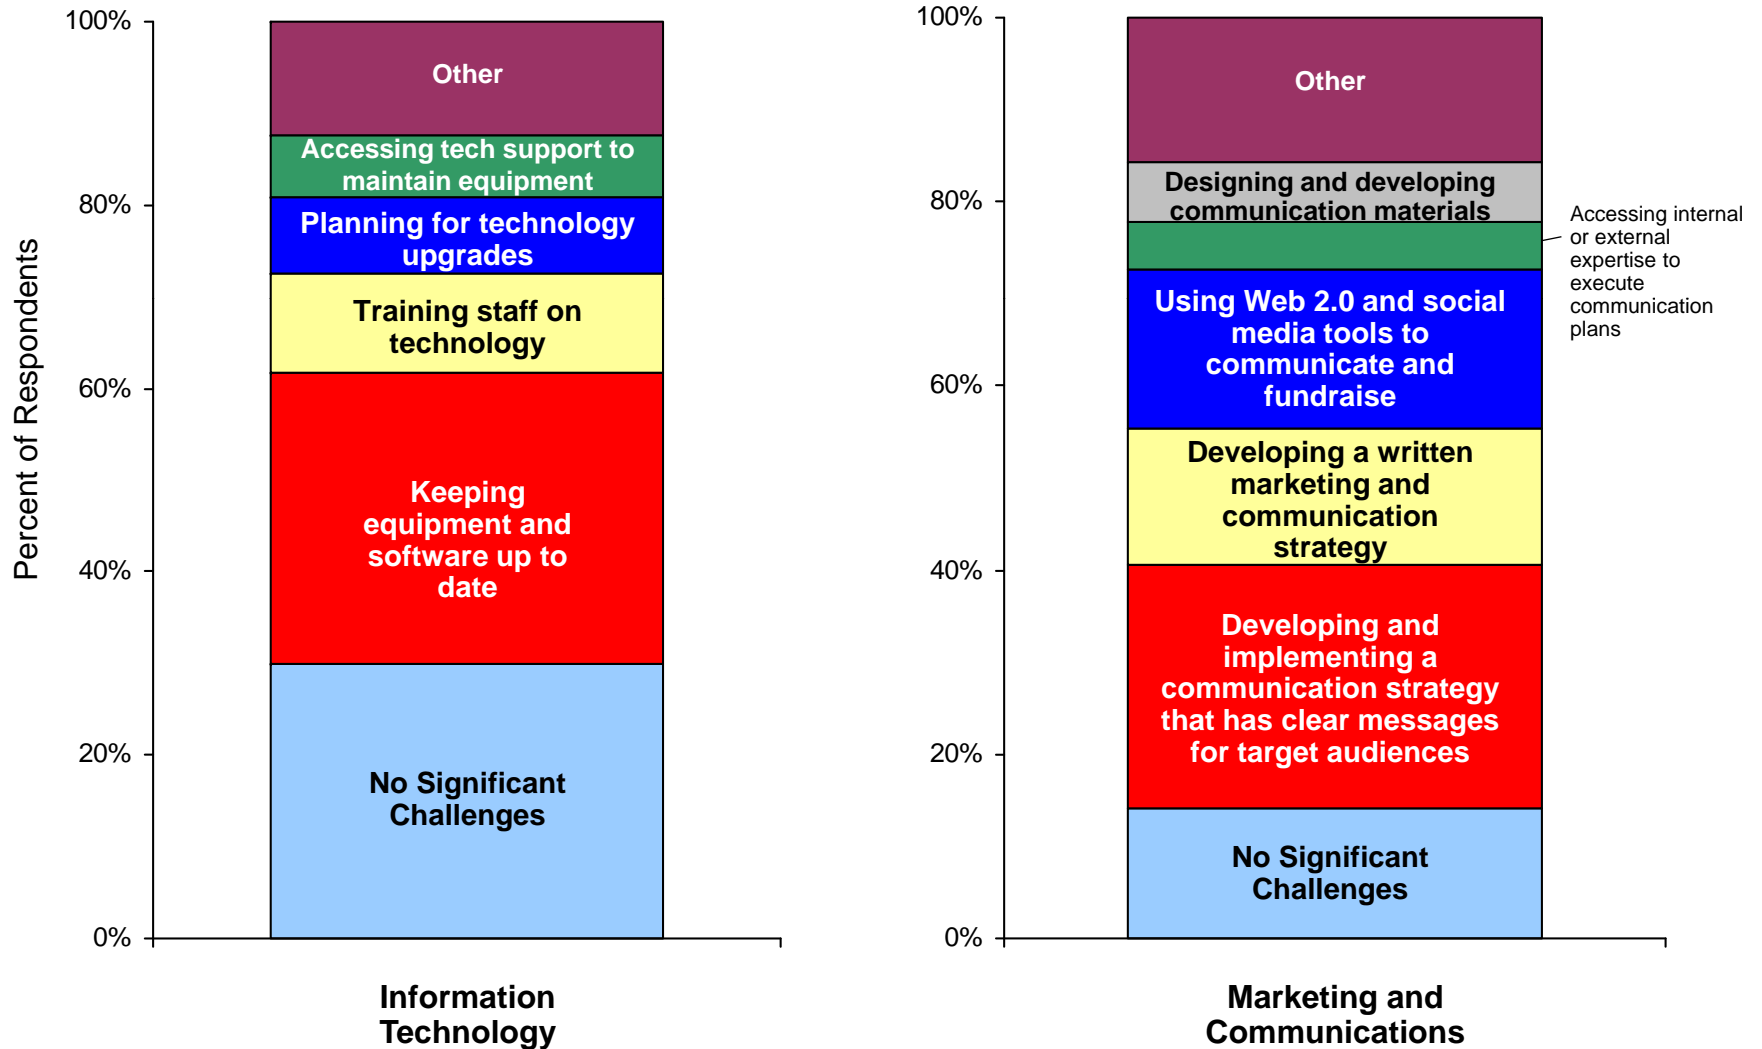 Percent of Respondents
100%
80%
60%
40%
20%
0%
Other
Accessing tech support to
maintain equipment
Planning for technology
upgrades
Training staff on
technology
Keeping
equipment and
software up to
date
No Significant
Challenges
Information
Technology
100%
80%
60%
40%
20%
0%
Other
Designing and developing
communication materials
Accessing internal
or external
expertise to
execute
communication
plans
Using Web 2.0 and social
media tools to
communicate and
fundraise
Developing a written
marketing and
communication
strategy
Developing and
implementing a
communication strategy
that has clear messages
for target audiences
No Significant
Challenges
Marketing and
Communications